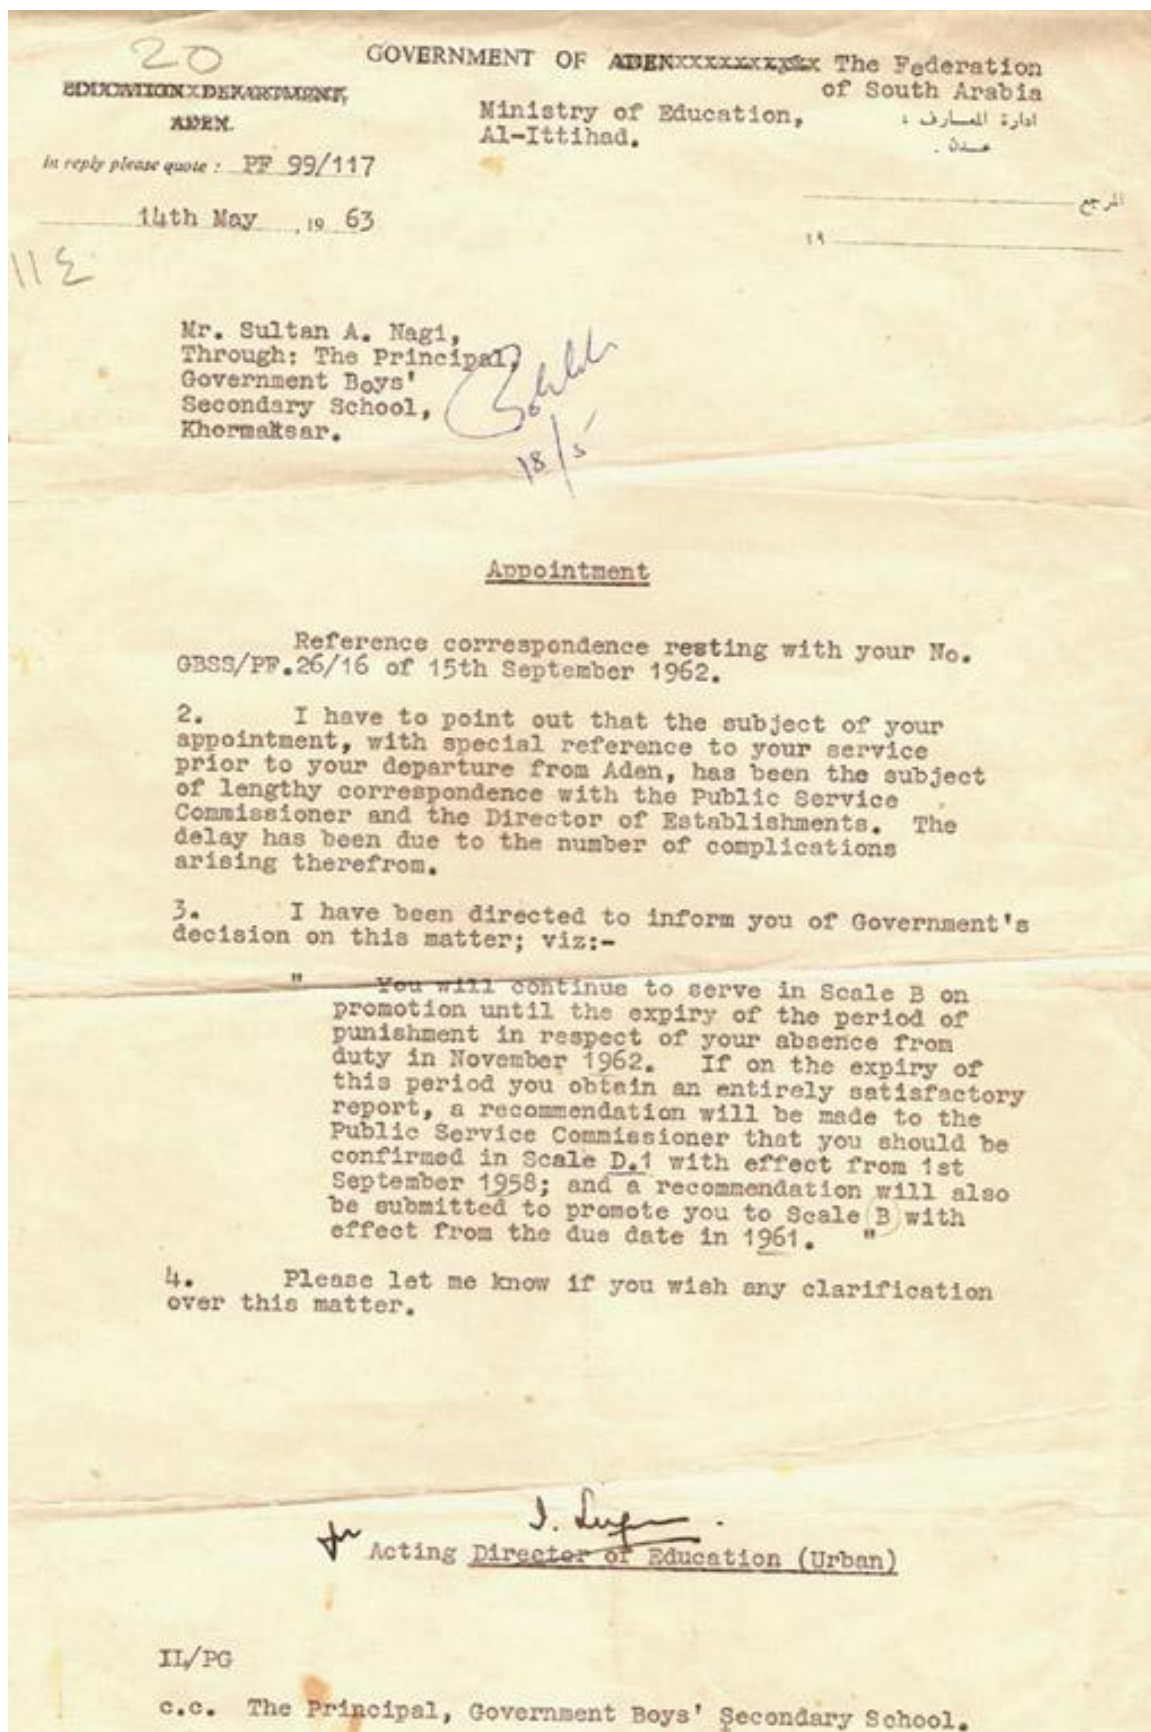 20
GOVERNMENT OF ADENXXXXXXXXXX The Federation
of South Arabia
EDUCATION DEPARTMENT,
ADEN.
Ministry of Education,
Al-Ittihad.
ادارة المعارف ،
عدن .
In reply please quote : PF 99/117
المرجع
14th May , 19 63
١٩
11٤
Mr. Sultan A. Nagi,
Through: The Principal,
Government Boys'
Secondary School,
Khormaksar.
18/5
Appointment
Reference correspondence resting with your No.
GBSS/PF.26/16 of 15th September 1962.
2. I have to point out that the subject of your
appointment, with special reference to your service
prior to your departure from Aden, has been the subject
of lengthy correspondence with the Public Service
Commissioner and the Director of Establishments. The
delay has been due to the number of complications
arising therefrom.
3. I have been directed to inform you of Government's
decision on this matter; viz:-
" You will continue to serve in Scale B on
promotion until the expiry of the period of
punishment in respect of your absence from
duty in November 1962. If on the expiry of
this period you obtain an entirely satisfactory
report, a recommendation will be made to the
Public Service Commissioner that you should be
confirmed in Scale D.1 with effect from 1st
September 1958; and a recommendation will also
be submitted to promote you to Scale B with
effect from the due date in 1961. "
4. Please let me know if you wish any clarification
over this matter.
for Acting Director of Education (Urban)
IL/PG
c.c. The Principal, Government Boys' Secondary School.